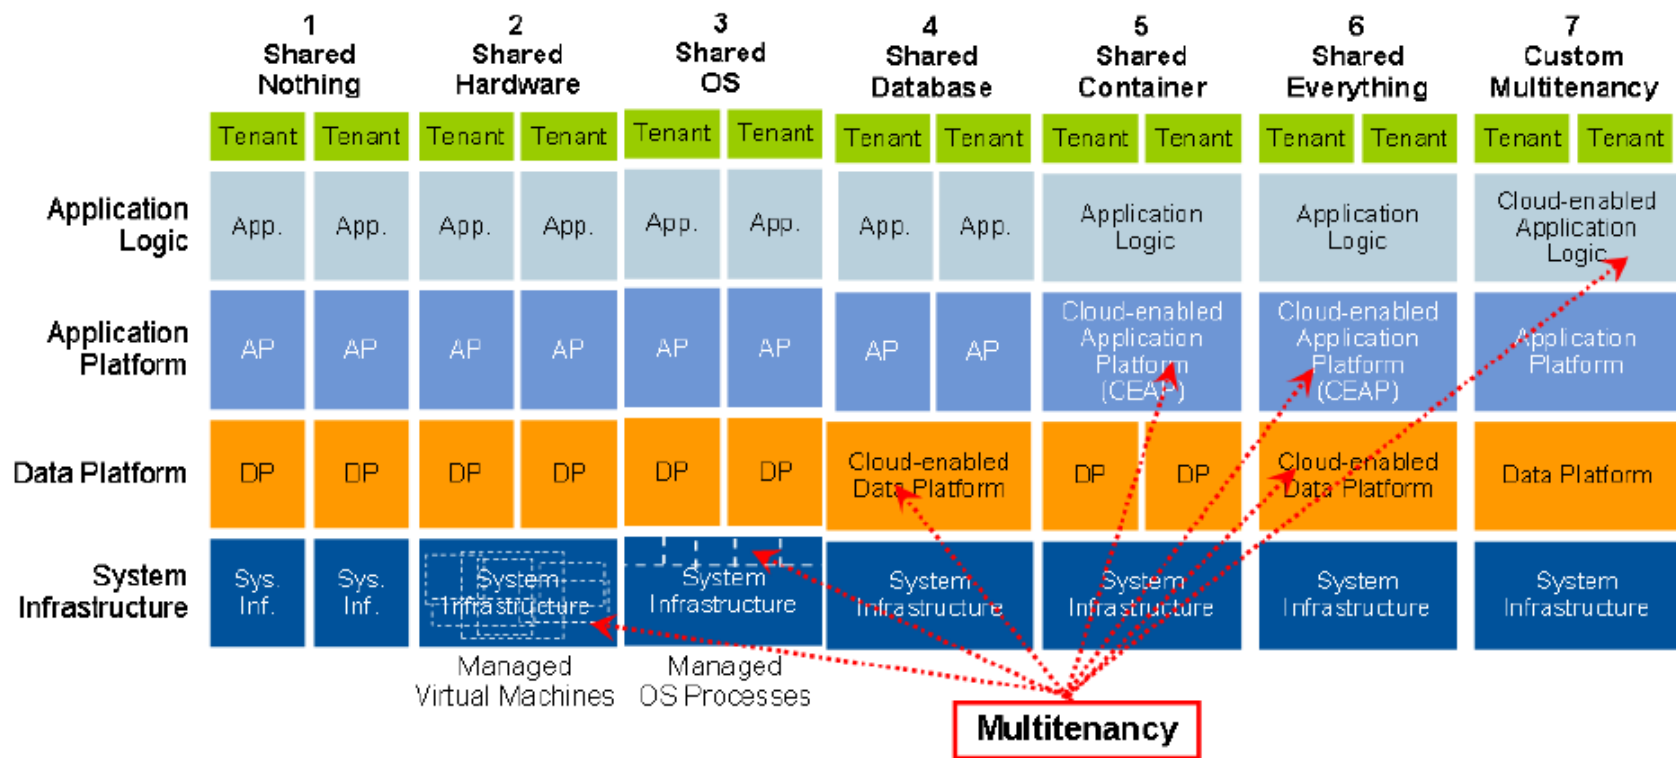 1
Shared
Nothing
2
Shared
Hardware
3
Shared
OS
4
Shared
Database
5
Shared
Container
6
Shared
Everything
7
Custom
Multitenancy
Tenant Tenant Tenant Tenant Tenant Tenant Tenant Tenant Tenant Tenant Tenant Tenant Tenant Tenant
Application
Logic
App. App. App. App. App. App. App. App.
Application
Logic
Application
Logic
Cloud-enabled
Application
Logic
Application
Platform
AP AP AP AP AP AP AP AP
Cloud-enabled
Application
Platform
(CEAP)
Cloud-enabled
Application
Platform
(CEAP)
Application
Platform
Data Platform
DP DP DP DP DP DP
Cloud-enabled
Data Platform
DP DP
Cloud-enabled
Data Platform
Data Platform
System
Infrastructure
Sys.
Inf.
Sys.
Inf.
System
Infrastructure
System
Infrastructure
System
Infrastructure
System
Infrastructure
System
Infrastructure
System
Infrastructure
Managed
Virtual Machines
Managed
OS Processes
Multitenancy